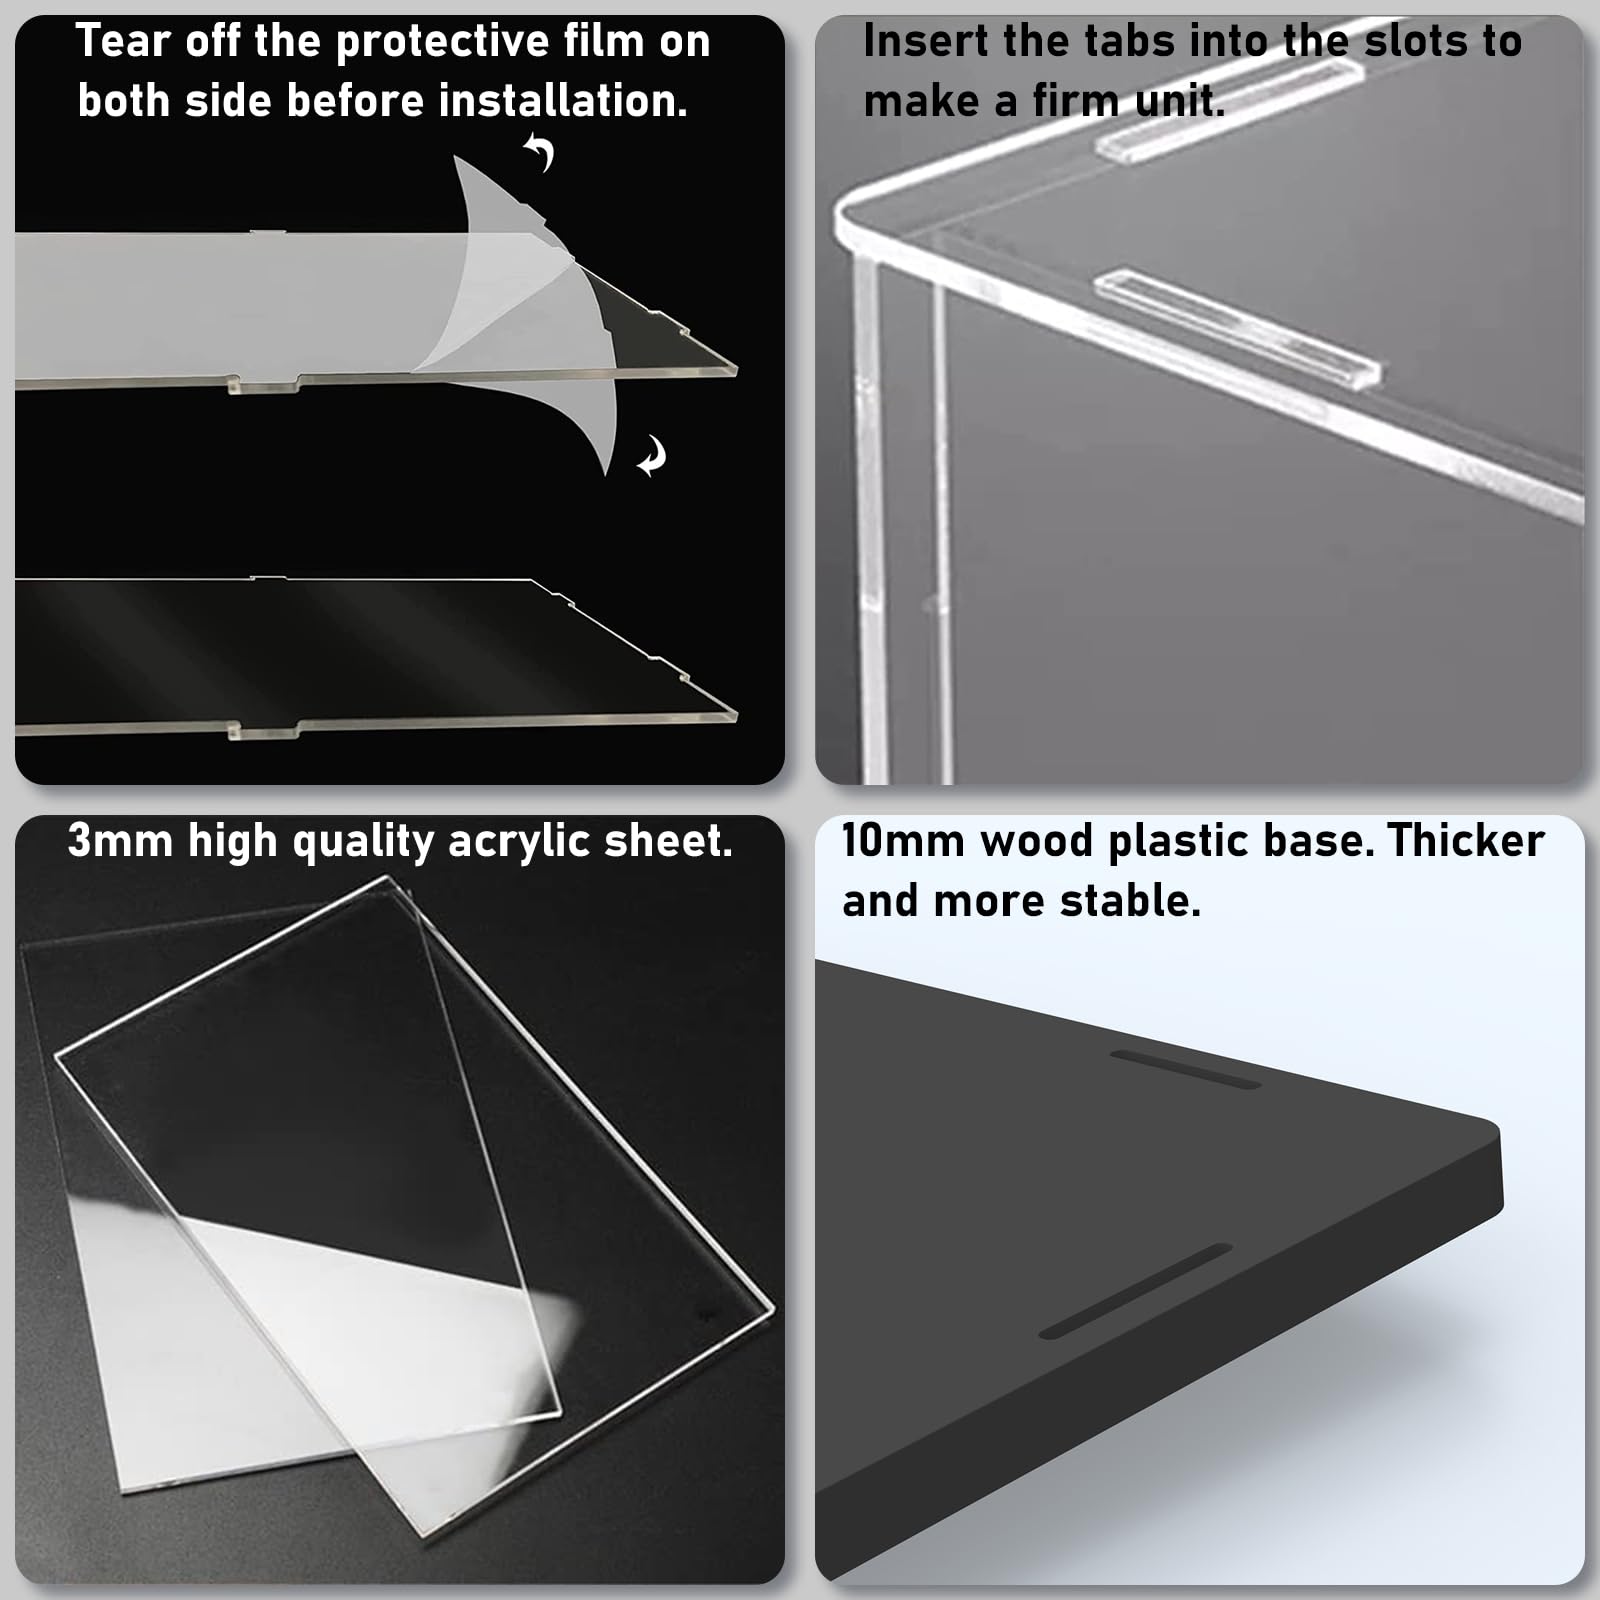 Tear off the protective film on
both side before installation.
Insert the tabs into the slots to
make a firm unit.
3mm high quality acrylic sheet.
10mm wood plastic base. Thicker
and more stable.